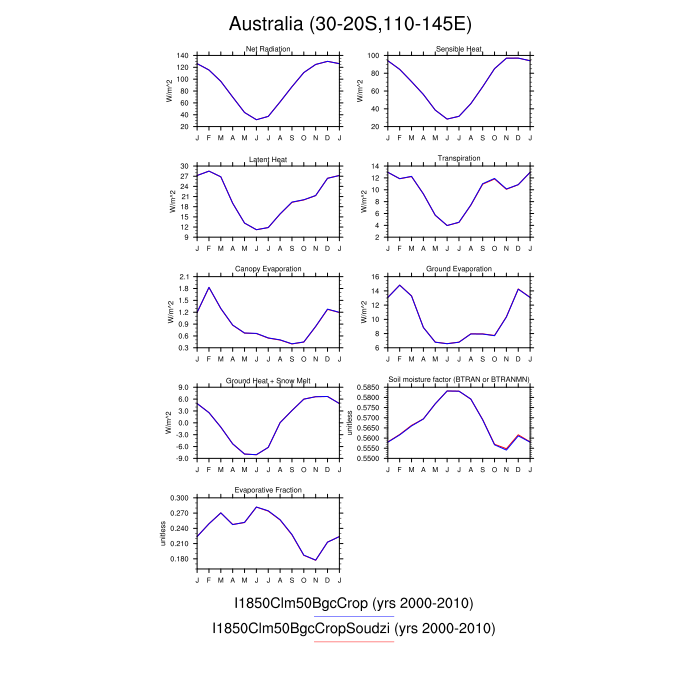 Australia (30-20S,110-145E)
Net Radiation
W/m^2
140
120
100
80
60
40
20
J F M A M J J A S O N D J
Sensible Heat
W/m^2
100
80
60
40
20
J F M A M J J A S O N D J
Latent Heat
W/m^2
30
27
24
21
18
15
12
9
J F M A M J J A S O N D J
Transpiration
W/m^2
14
12
10
8
6
4
2
J F M A M J J A S O N D J
Canopy Evaporation
W/m^2
2.1
1.8
1.5
1.2
0.9
0.6
0.3
J F M A M J J A S O N D J
Ground Evaporation
W/m^2
16
14
12
10
8
6
J F M A M J J A S O N D J
Ground Heat + Snow Melt
W/m^2
9.0
6.0
3.0
0.0
-3.0
-6.0
-9.0
J F M A M J J A S O N D J
Soil moisture factor (BTRAN or BTRANMN)
unitless
0.5850
0.5800
0.5750
0.5700
0.5650
0.5600
0.5550
0.5500
J F M A M J J A S O N D J
Evaporative Fraction
unitless
0.300
0.270
0.240
0.210
0.180
J F M A M J J A S O N D J
I1850Clm50BgcCrop (yrs 2000-2010)
I1850Clm50BgcCropSoudzi (yrs 2000-2010)